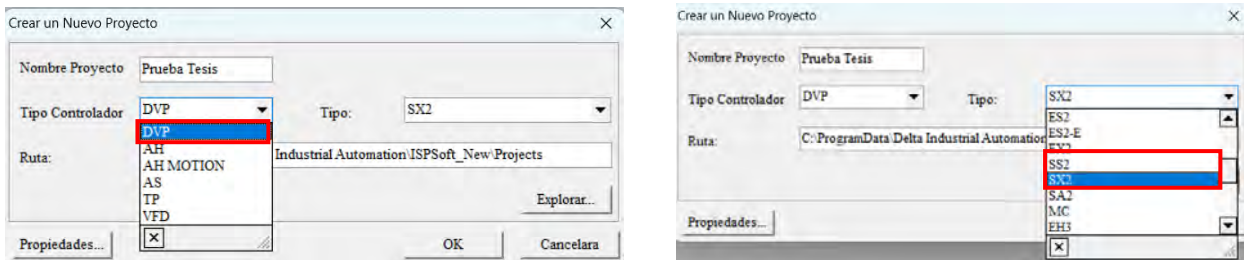 Crear un Nuevo Proyecto
Nombre Proyecto Prueba Tesis
Tipo Controlador DVP Tipo: SX2
DVP
AH
AH MOTION
AS
TP
VFD
Ruta: Industrial Automation\ISPSoft_New\Projects
Explorar...
Propiedades... OK Cancelara
Crear un Nuevo Proyecto
Nombre Proyecto Prueba Tesis
Tipo Controlador DVP Tipo: SX2
ES2
ES2-E
EX2
SS2
SX2
SA2
MC
EH3
Ruta: C:\ProgramData\Delta Industrial Automation
Propiedades...